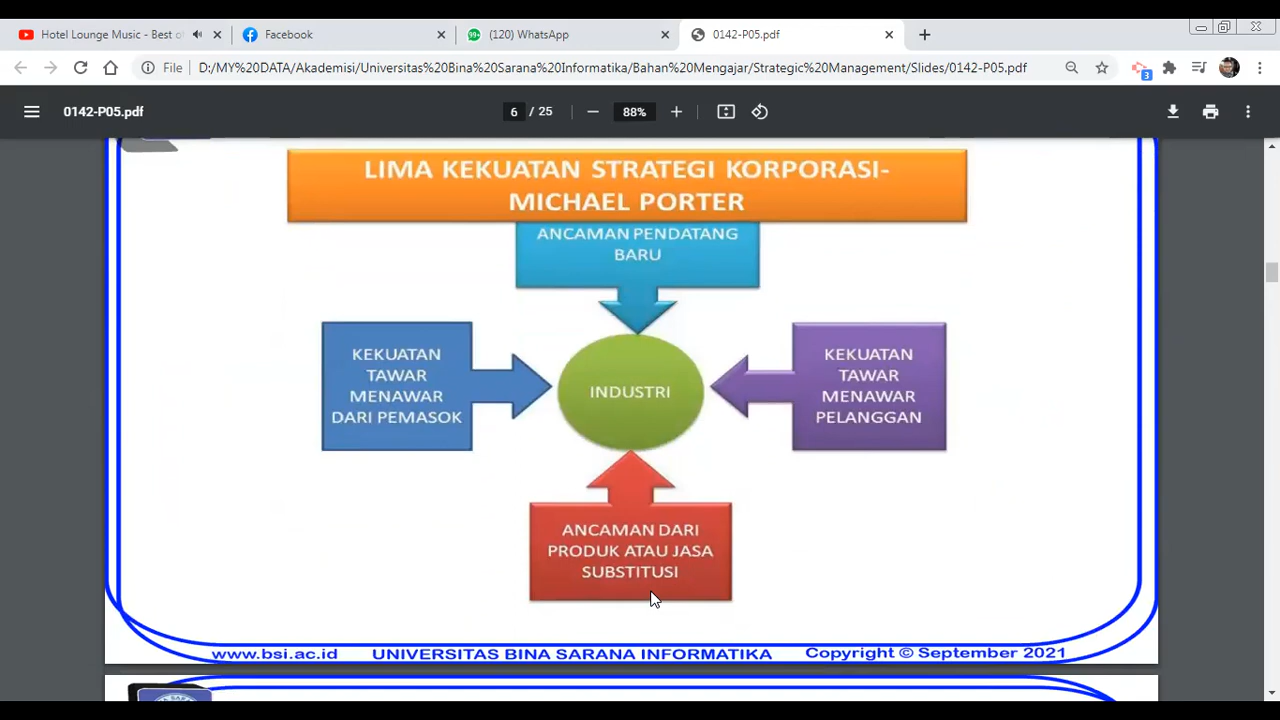 Hotel Lounge Music - Best of
Facebook
(120) WhatsApp
0142-P05.pdf
File
D:/MY%20DATA/Akademisi/Universitas%20Bina%20Sarana%20Informatika/Bahan%20Mengajar/Strategic%20Management/Slides/0142-P05.pdf
3
0142-P05.pdf
6 / 25
88%
LIMA KEKUATAN STRATEGI KORPORASI-
MICHAEL PORTER
ANCAMAN PENDATANG
BARU
KEKUATAN
TAWAR
MENAWAR
DARI PEMASOK
INDUSTRI
KEKUATAN
TAWAR
MENAWAR
PELANGGAN
ANCAMAN DARI
PRODUK ATAU JASA
SUBSTITUSI
www.bsi.ac.id
UNIVERSITAS BINA SARANA INFORMATIKA
Copyright © September 2021